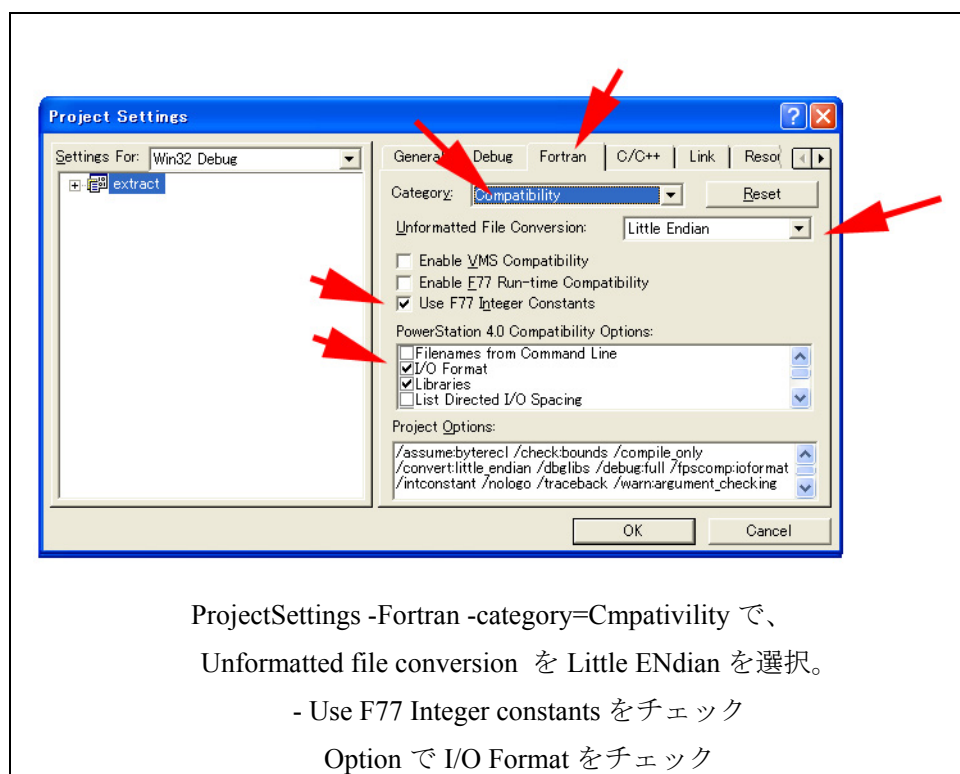 Project Settings
Settings For: Win32 Debug
extract
General Debug Fortran C/C++ Link Resou
Category: Compatibility Reset
Unformatted File Conversion: Little Endian
Enable VMS Compatibility
Enable F77 Run-time Compatibility
Use F77 Integer Constants
PowerStation 4.0 Compatibility Options:
Filenames from Command Line
I/O Format
Libraries
List Directed I/O Spacing
Project Options:
/assume:byterecl /check:bounds /compile_only
/convert:little_endian /dbglibs /debug:full /fpscomp:ioformat
/intconstant /nologo /traceback /warn:argument_checking
OK Cancel
ProjectSettings -Fortran -category=Cmpativility で、
Unformatted file conversion を Little ENdian を選択。
- Use F77 Integer constants をチェック
Option で I/O Format をチェック